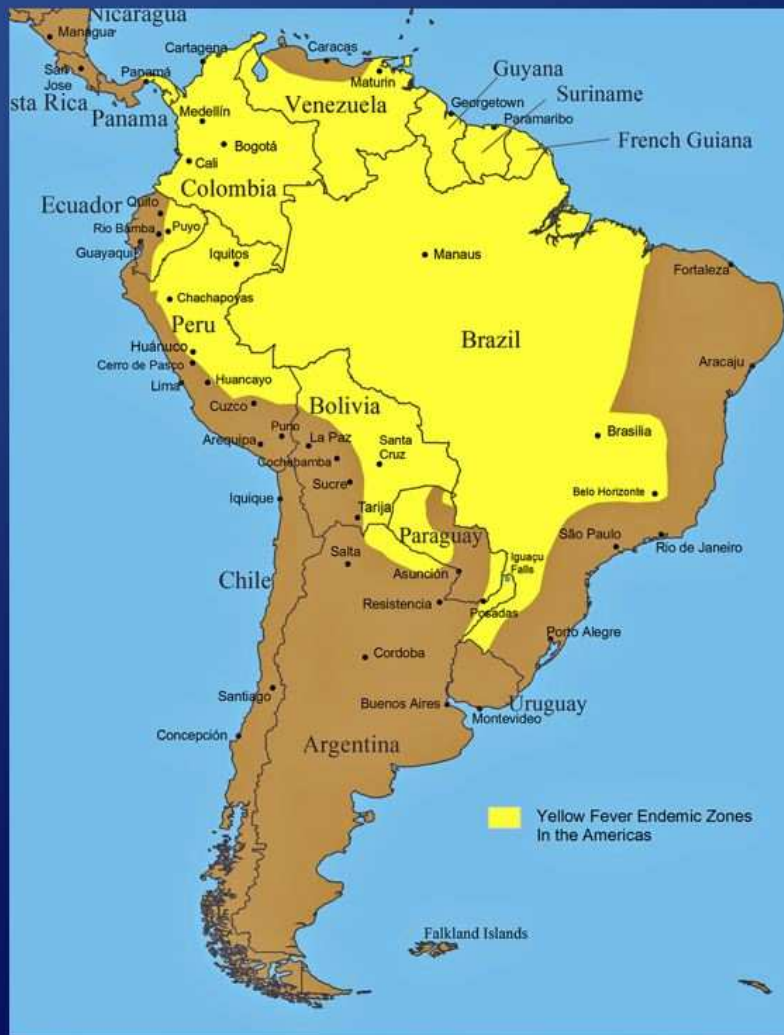 Nicaragua
Managua
San
Jose
sta Rica
Panamá
Panama
Cartagena
Caracas
Maturin
Venezuela
Guyana
Georgetown
Suriname
Paramaribo
French Guiana
Medellín
Bogotá
Cali
Colombia
Ecuador
Quito
Rio Bamba
Puyo
Guayaquil
Iquitos
Manaus
Fortaleza
Chachapoyas
Peru
Brazil
Huánuco
Cerro de Pasco
Lima
Huancayo
Aracaju
Cuzco
Bolivia
Puno
La Paz
Arequipa
Cochabamba
Santa
Cruz
Brasilia
Sucre
Iquique
Belo Horizonte
Tarija
Paraguay
São Paulo
Rio de Janeiro
Salta
Iguaçu
Falls
Chile
Asunción
Resistencia
Posadas
Porto Alegre
Cordoba
Santiago
Buenos Aires
Uruguay
Montevideo
Concepción
Argentina
Yellow Fever Endemic Zones
In the Americas
Falkland Islands